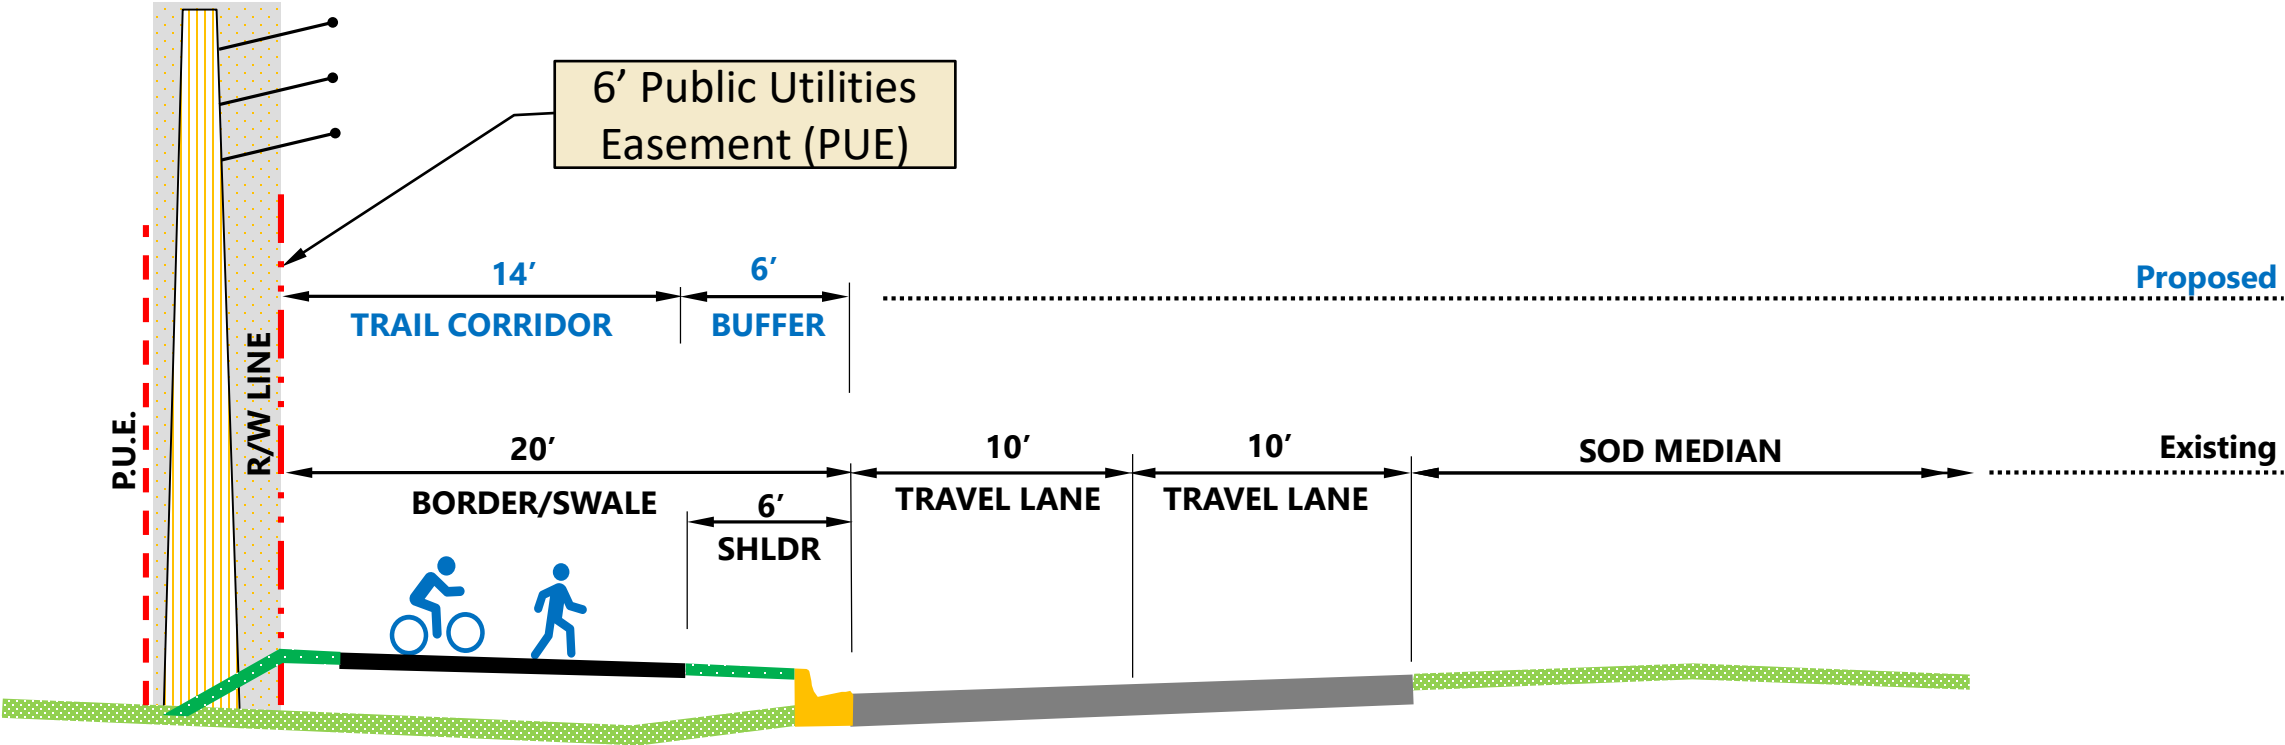 6’ Public Utilities
Easement (PUE)
14’
6’
Proposed
TRAIL CORRIDOR
BUFFER
R/W LINE
P.U.E.
20’
10’
10’
SOD MEDIAN
Existing
BORDER/SWALE
6’
TRAVEL LANE
TRAVEL LANE
SHLDR